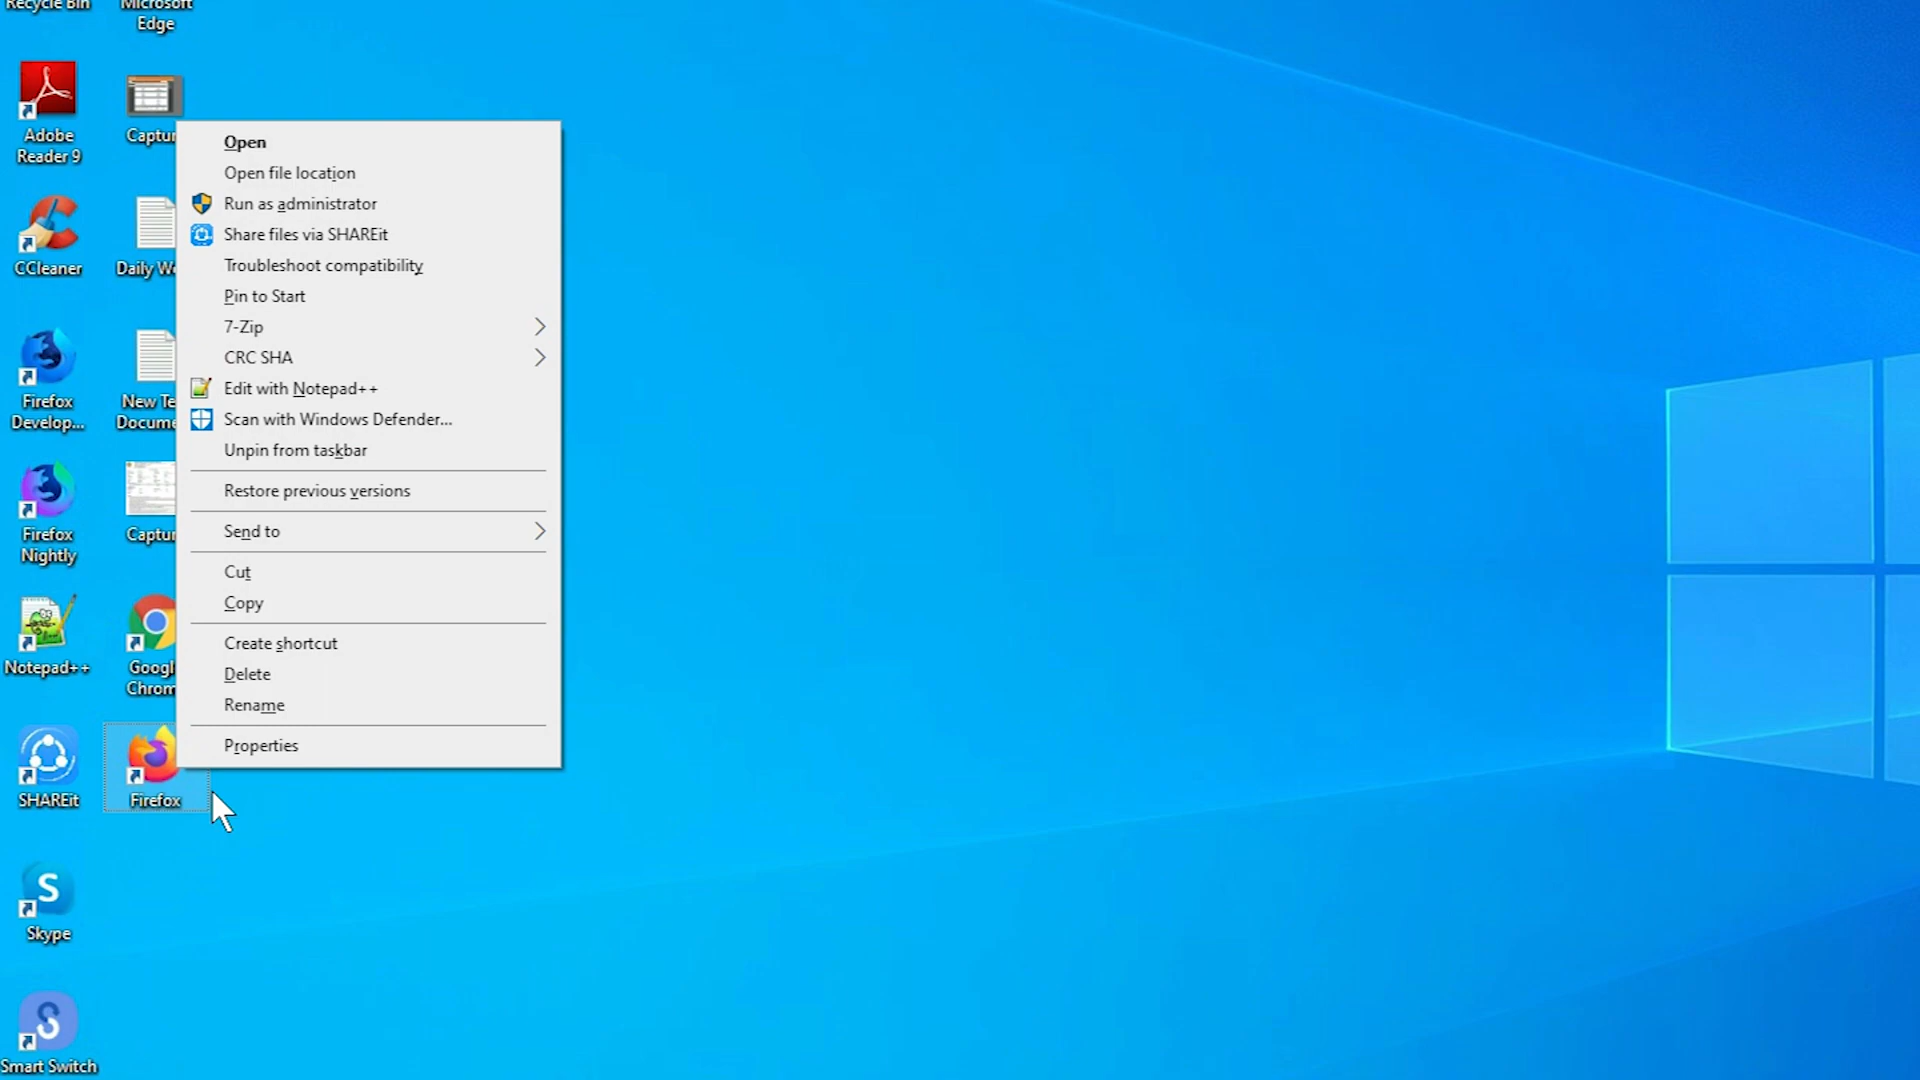 Recycle Bin
Microsoft
Edge
Adobe
Reader 9
Captur
CCleaner
Daily W
Firefox
Develop...
New Te
Docume
Firefox
Nightly
Captur
Notepad++
Googl
Chrom
SHAREit
Firefox
Skype
Smart Switch
Open
Open file location
Run as administrator
Share files via SHAREit
Troubleshoot compatibility
Pin to Start
7-Zip
CRC SHA
Edit with Notepad++
Scan with Windows Defender...
Unpin from taskbar
Restore previous versions
Send to
Cut
Copy
Create shortcut
Delete
Rename
Properties